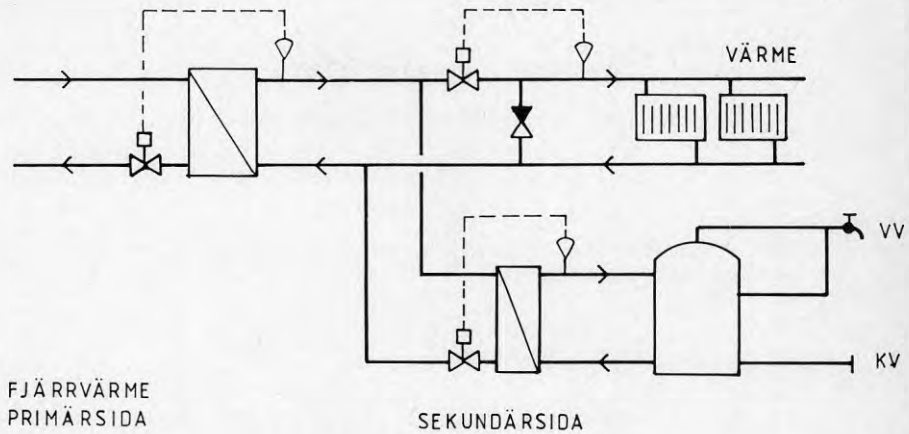 VÄRME
VV
KV
FJÄRRVÄRME
PRIMÄRSIDA
SEKUNDÄRSIDA